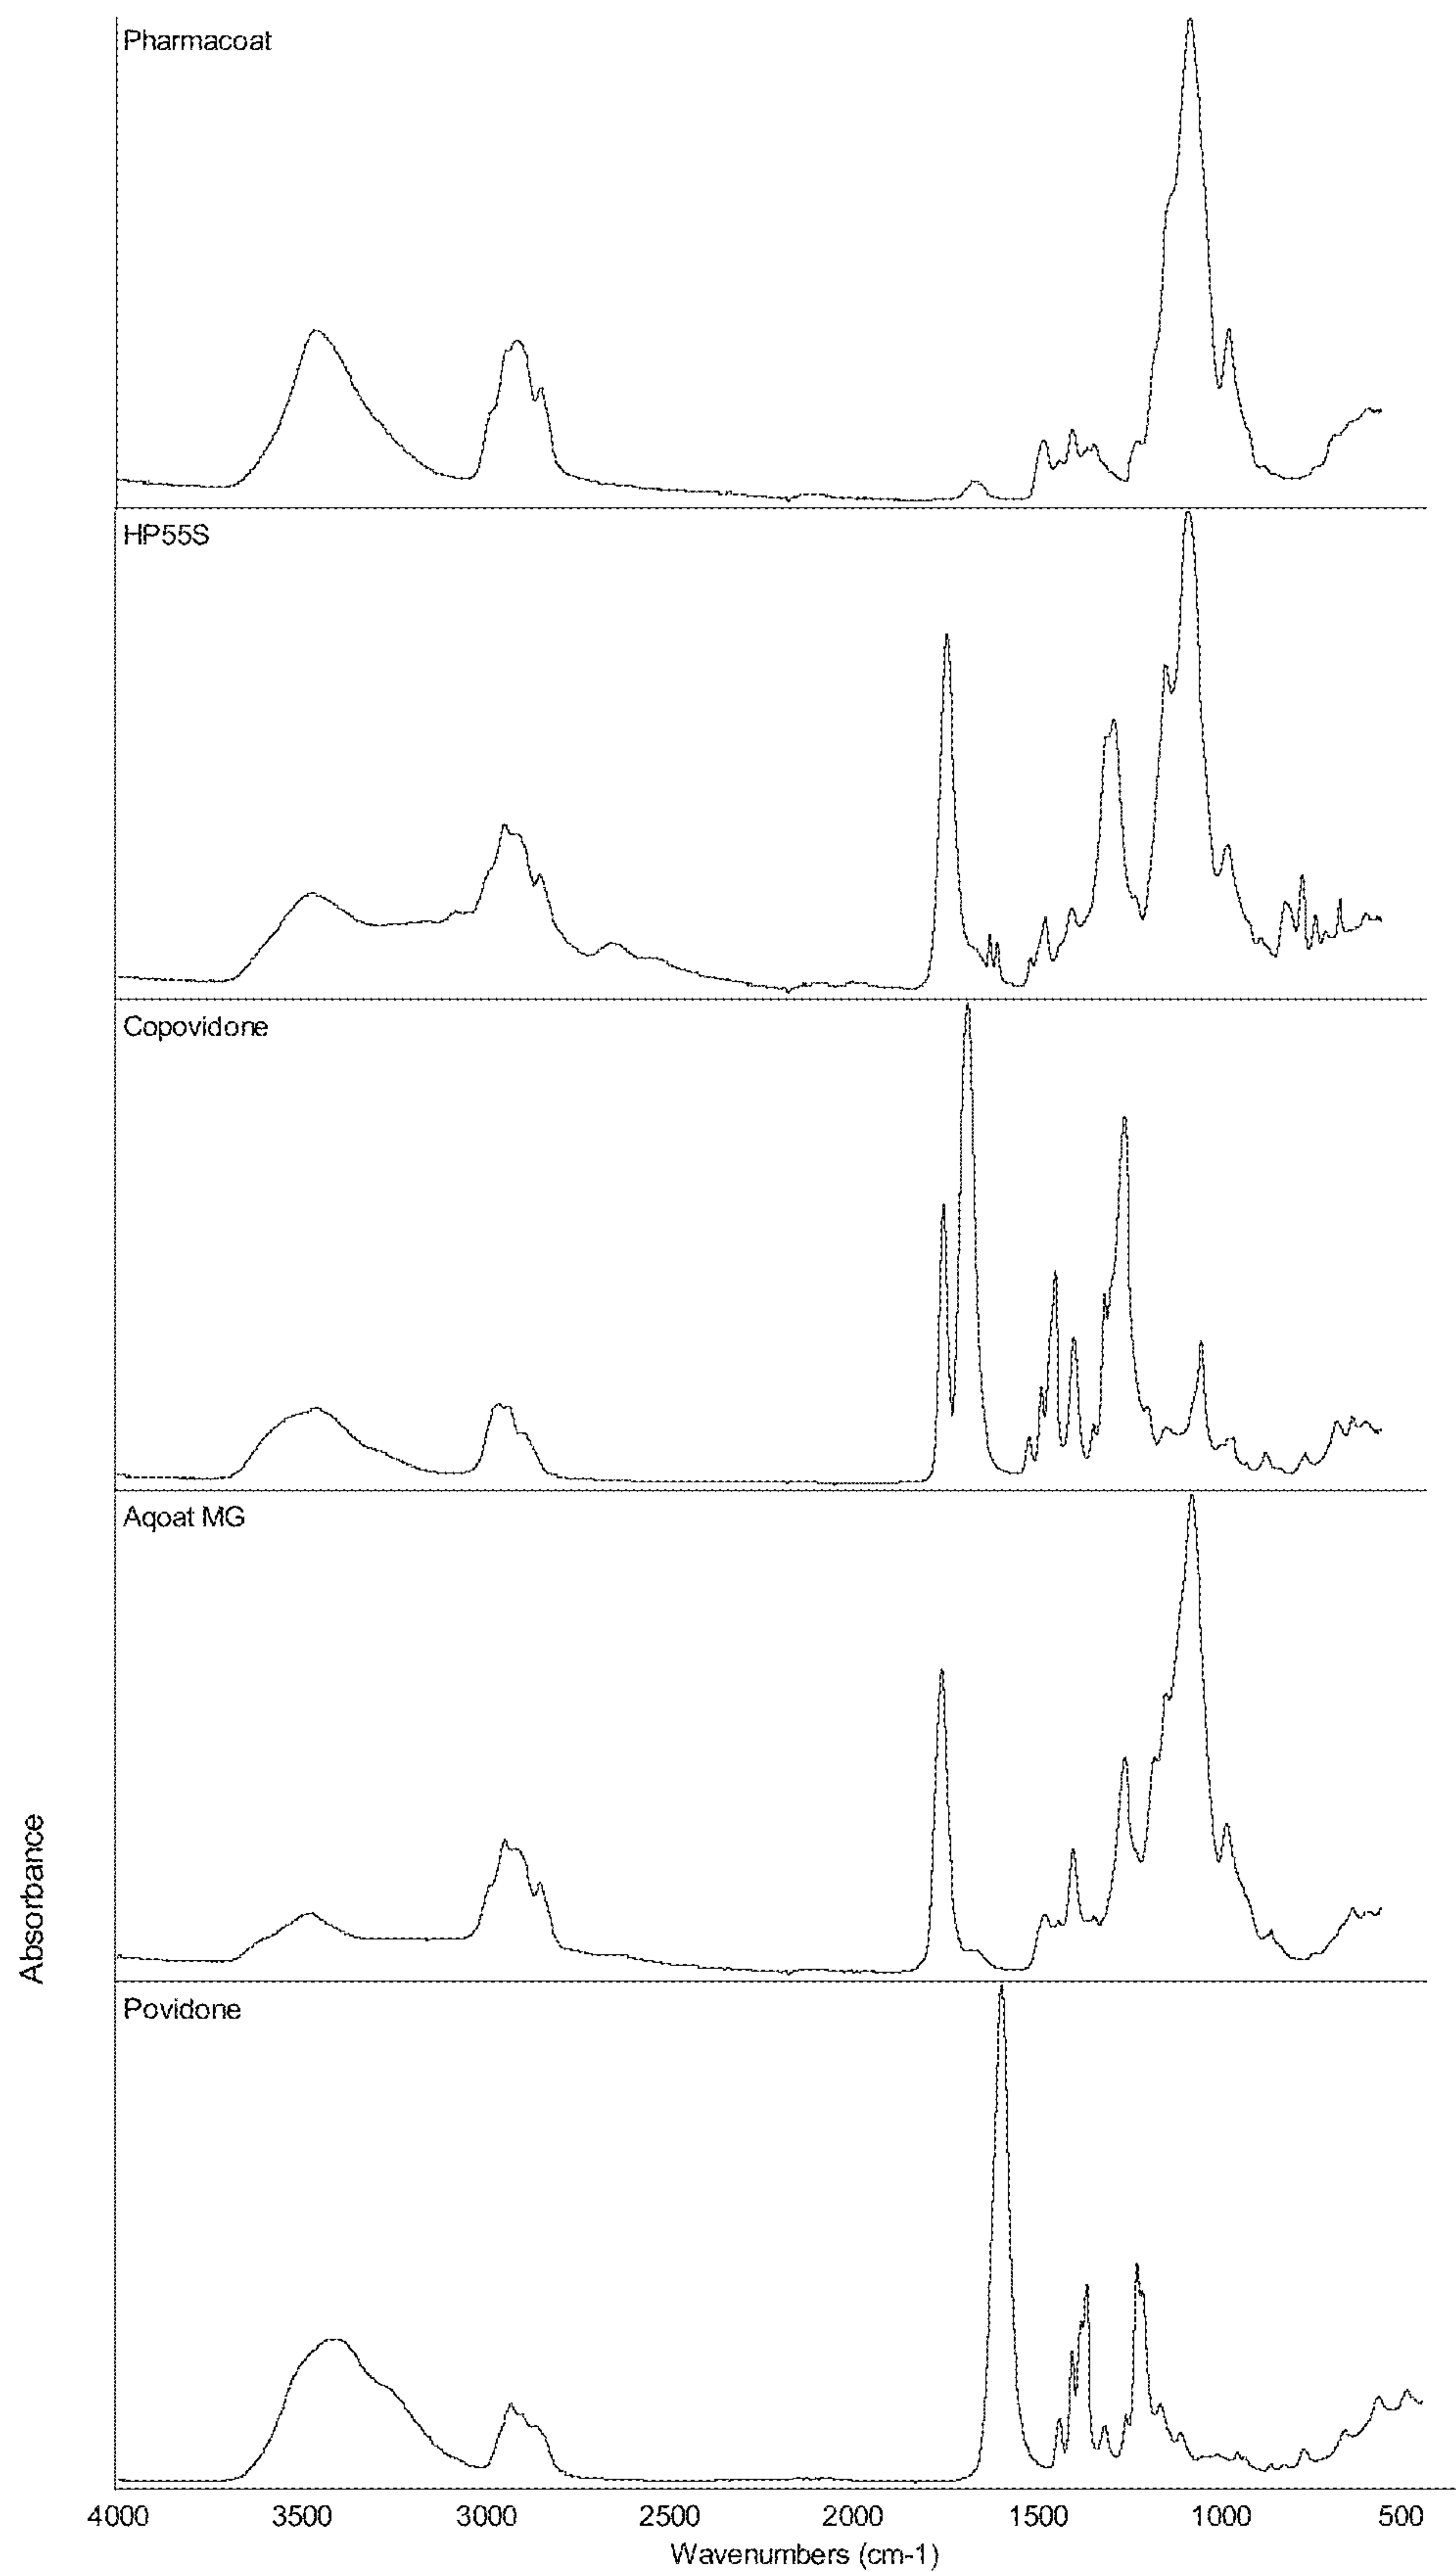 Pharmacoat
HP55S
Copovidone
Aqoat MG
Povidone
Absorbance
4000 3500 3000 2500 2000 1500 1000 500
Wavenumbers (cm-1)